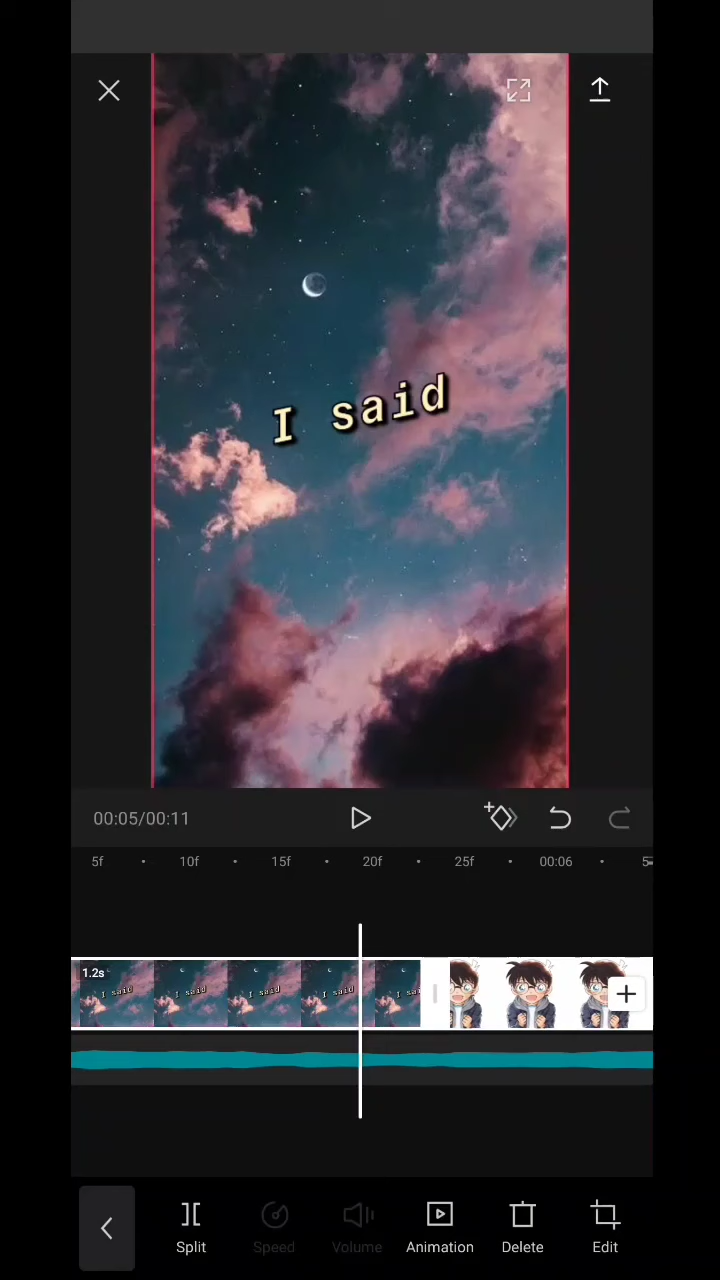 I said
00:05/00:11
5f 10f 15f 20f 25f 00:06
1.2s
I said I said I said I said
Split Speed Volume Animation Delete Edit